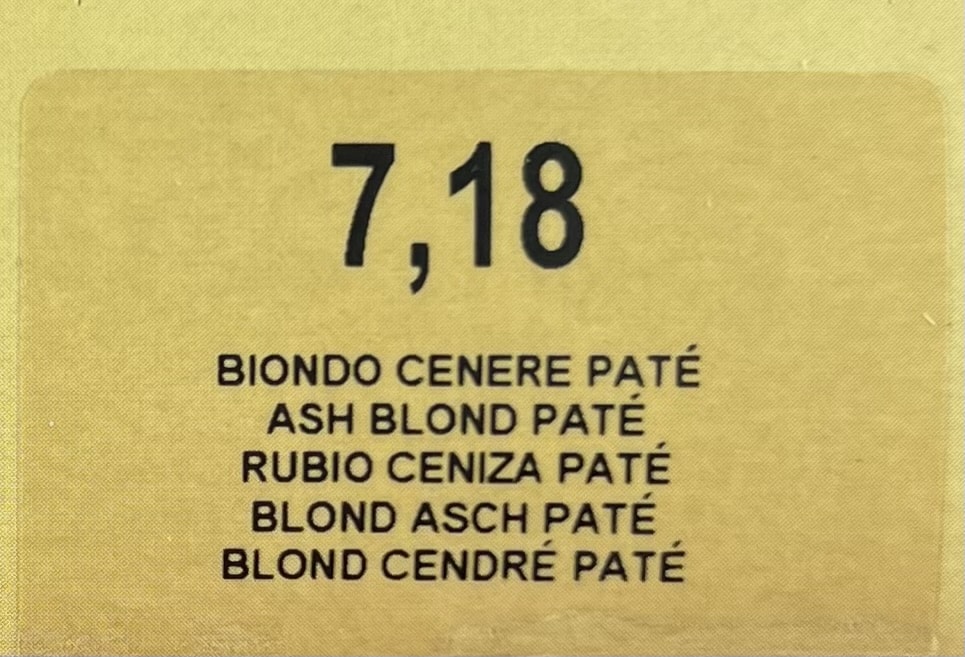 7,18
BIONDO CENERE PATÉ
ASH BLOND PATÉ
RUBIO CENIZA PATÉ
BLOND ASCH PATÉ
BLOND CENDRÉ PATÉ